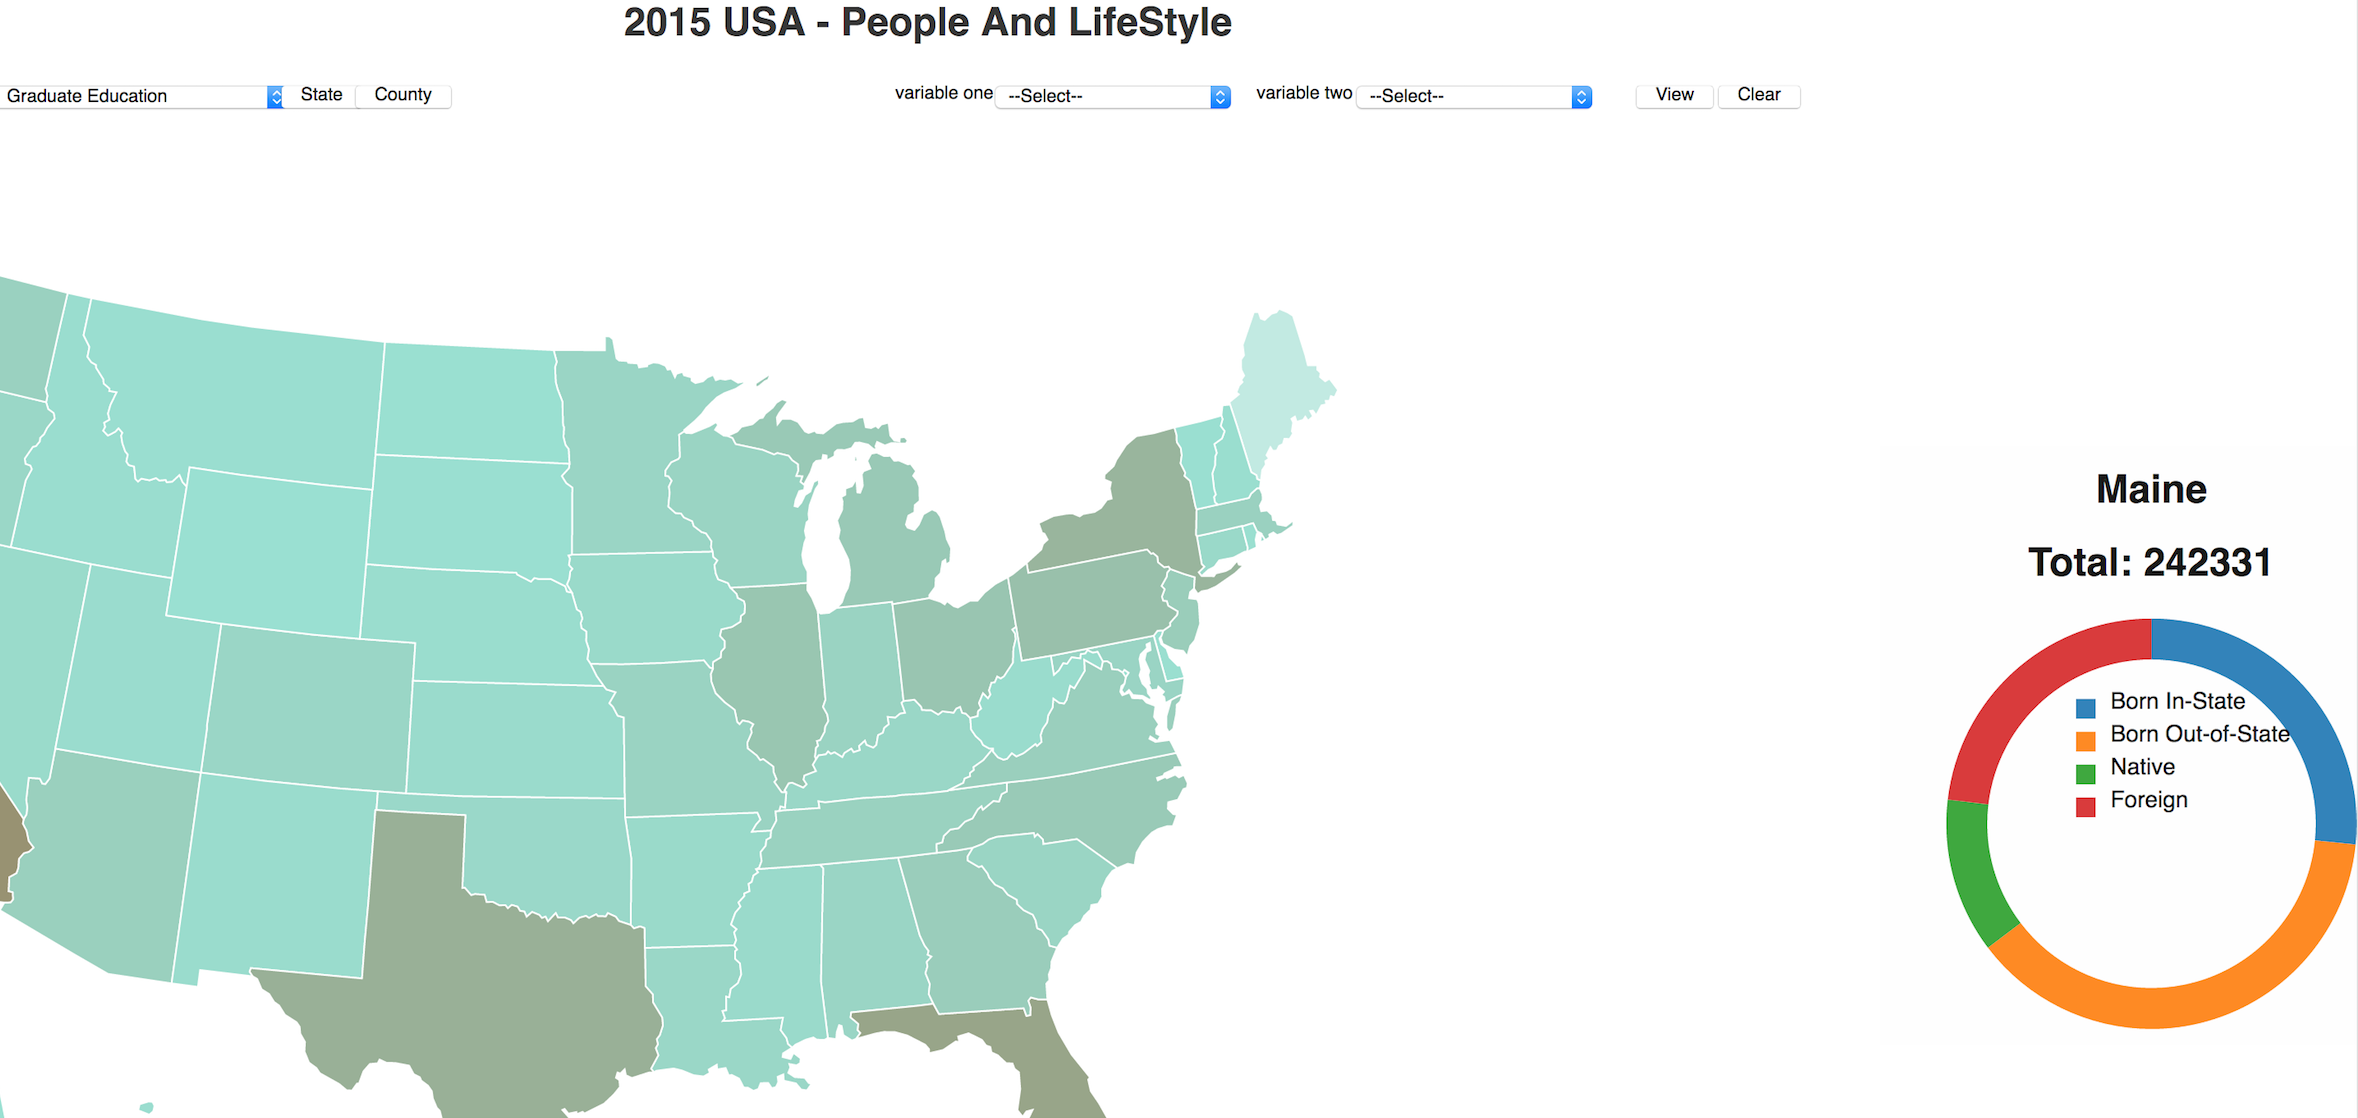 2015 USA - People And LifeStyle
Graduate Education State County variable one --Select-- variable two --Select-- View Clear
Maine
Total: 242331
Born In-State
Born Out-of-State
Native
Foreign